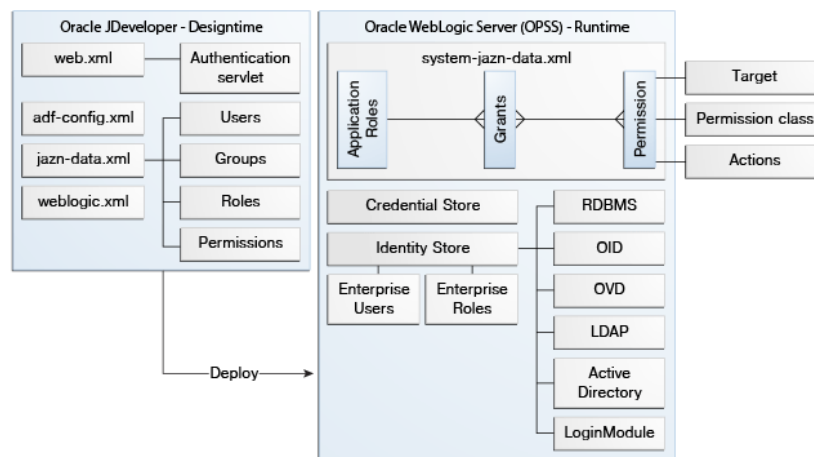 Oracle JDeveloper - Designtime
web.xml
Authentication
servlet
adf-config.xml
jazn-data.xml
weblogic.xml
Users
Groups
Roles
Permissions
Deploy
Oracle WebLogic Server (OPSS) - Runtime
system-jazn-data.xml
Application
Roles
Grants
Permission
Target
Permission class
Actions
Credential Store
Identity Store
Enterprise
Users
Enterprise
Roles
RDBMS
OID
OVD
LDAP
Active
Directory
LoginModule